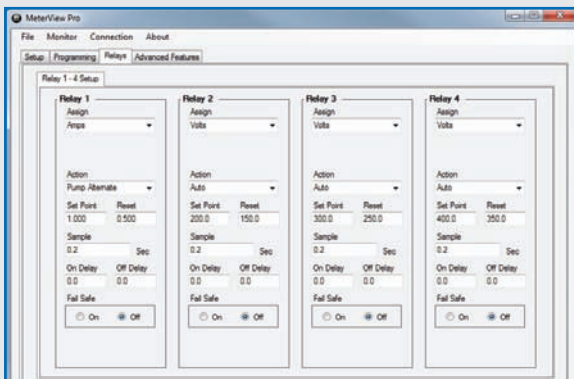 MeterView Pro
File Monitor Connection About
Setup Programming Relays Advanced Features
Relay 1 - 4 Setup
Relay 1
Assign
Amps
Action
Pump Alternate
Set Point Reset
1.000 0.500
Sample
0.2 Sec
On Delay Off Delay
0.0 0.0
Fail Safe
On Off
Relay 2
Assign
Volts
Action
Auto
Set Point Reset
200.0 150.0
Sample
0.2 Sec
On Delay Off Delay
0.0 0.0
Fail Safe
On Off
Relay 3
Assign
Volts
Action
Auto
Set Point Reset
300.0 250.0
Sample
0.2 Sec
On Delay Off Delay
0.0 0.0
Fail Safe
On Off
Relay 4
Assign
Volts
Action
Auto
Set Point Reset
400.0 350.0
Sample
0.2 Sec
On Delay Off Delay
0.0 0.0
Fail Safe
On Off